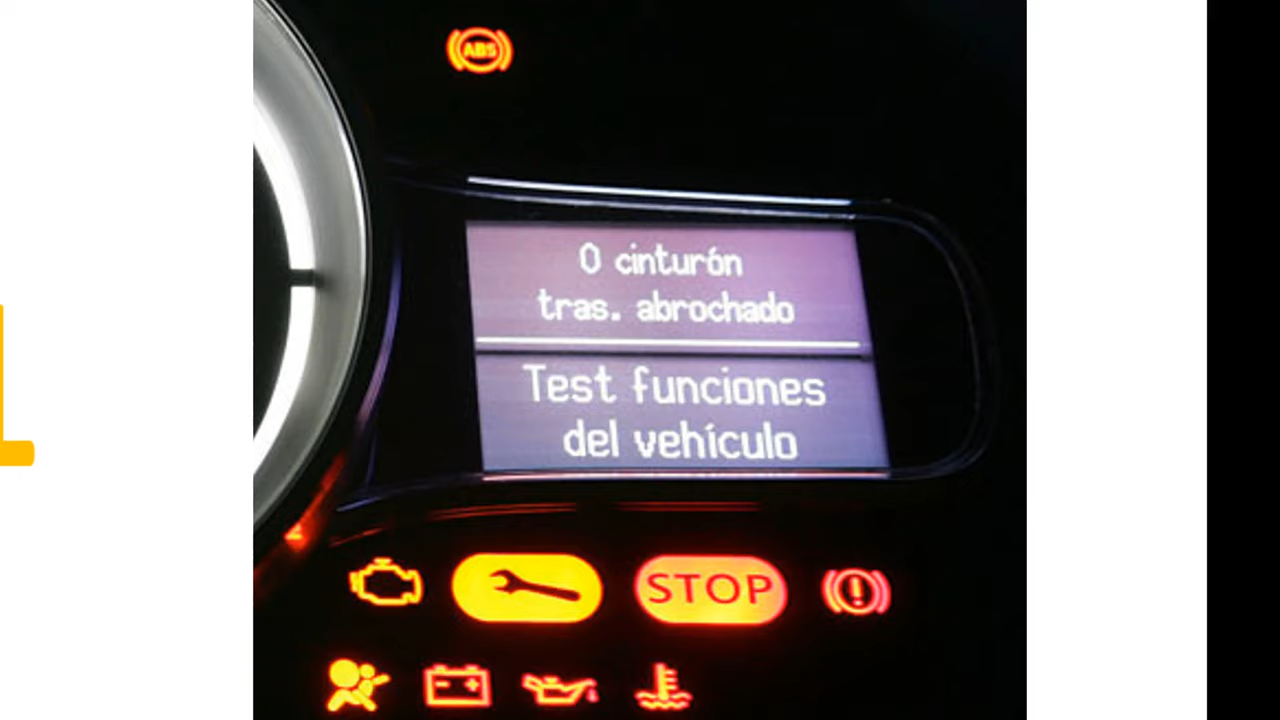 ABS
0 cinturón
tras. abrochado
Test funciones
del vehículo
STOP